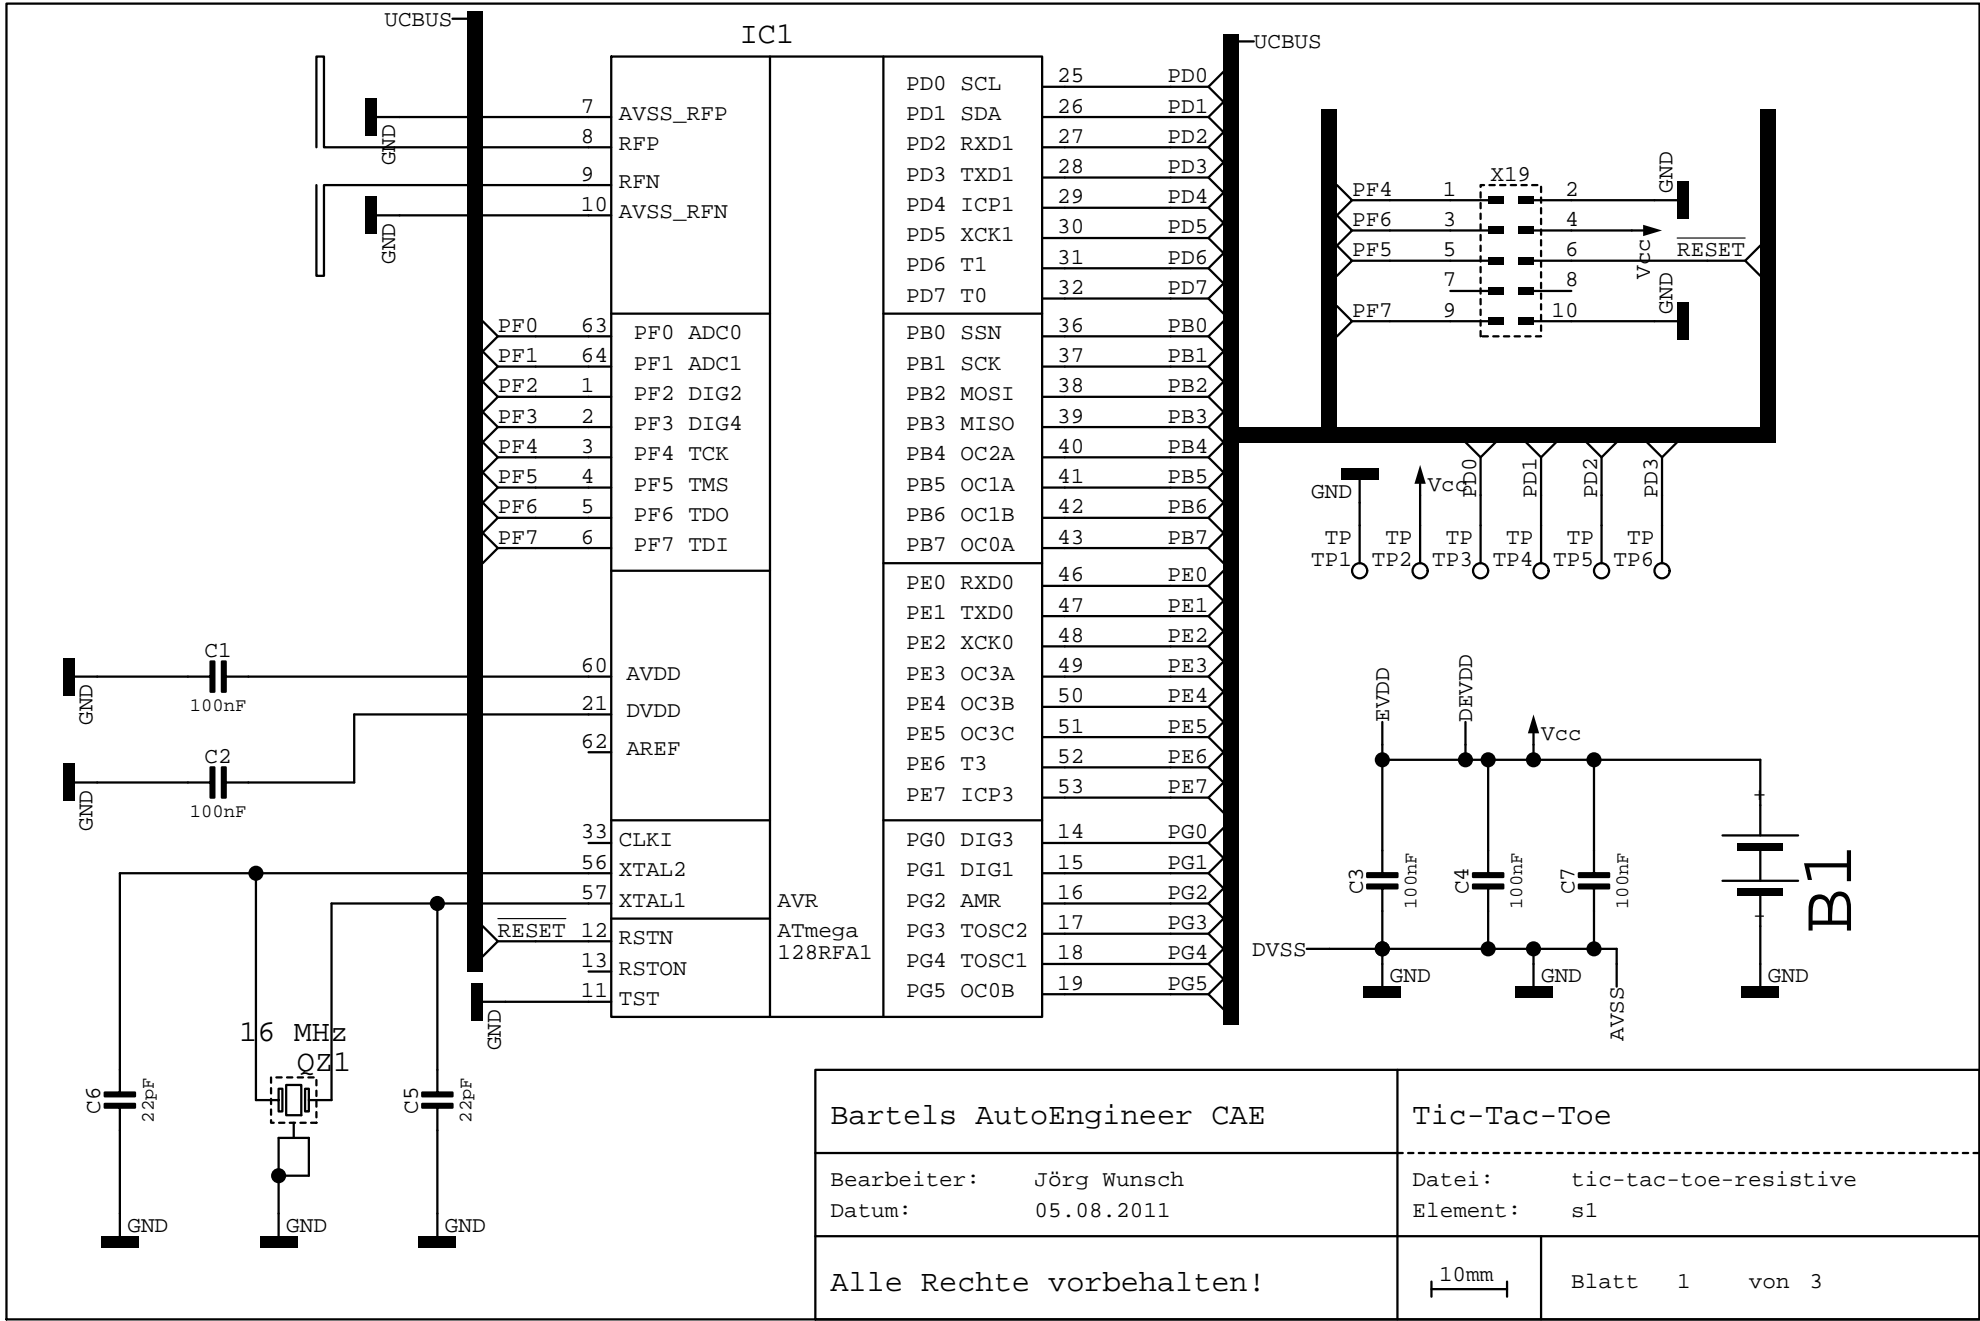 UCBUS
IC1
UCBUS
GND
7 AVSS_RFP
8 RFP
9 RFN
10 AVSS_RFN
GND
PF0 63 PF0 ADC0
PF1 64 PF1 ADC1
PF2 1 PF2 DIG2
PF3 2 PF3 DIG4
PF4 3 PF4 TCK
PF5 4 PF5 TMS
PF6 5 PF6 TDO
PF7 6 PF7 TDI
C1
100nF
GND
60 AVDD
21 DVDD
62 AREF
C2
100nF
GND
33 CLKI
56 XTAL2
57 XTAL1
RESET 12 RSTN
13 RSTON
11 TST
GND
AVR
ATmega
128RFA1
PD0 SCL 25 PD0
PD1 SDA 26 PD1
PD2 RXD1 27 PD2
PD3 TXD1 28 PD3
PD4 ICP1 29 PD4
PD5 XCK1 30 PD5
PD6 T1 31 PD6
PD7 T0 32 PD7
PB0 SSN 36 PB0
PB1 SCK 37 PB1
PB2 MOSI 38 PB2
PB3 MISO 39 PB3
PB4 OC2A 40 PB4
PB5 OC1A 41 PB5
PB6 OC1B 42 PB6
PB7 OC0A 43 PB7
PE0 RXD0 46 PE0
PE1 TXD0 47 PE1
PE2 XCK0 48 PE2
PE3 OC3A 49 PE3
PE4 OC3B 50 PE4
PE5 OC3C 51 PE5
PE6 T3 52 PE6
PE7 ICP3 53 PE7
PG0 DIG3 14 PG0
PG1 DIG1 15 PG1
PG2 AMR 16 PG2
PG3 TOSC2 17 PG3
PG4 TOSC1 18 PG4
PG5 OC0B 19 PG5
X19
PF4 1 2 GND
PF6 3 4 Vcc
PF5 5 6 RESET
7 8
PF7 9 10 GND
GND Vcc PD0 PD1 PD2 PD3
TP TP TP TP TP TP
TP1 TP2 TP3 TP4 TP5 TP6
EVDD DEVDD Vcc
C3 100nF C4 100nF C7 100nF
B1
+
-
DVSS
GND GND GND
AVSS
16 MHz
QZ1
C6 22pF
C5 22pF
GND GND GND
Bartels AutoEngineer CAE
Tic-Tac-Toe
Bearbeiter: Jörg Wunsch
Datum: 05.08.2011
Datei: tic-tac-toe-resistive
Element: s1
Alle Rechte vorbehalten!
10mm
Blatt 1 von 3